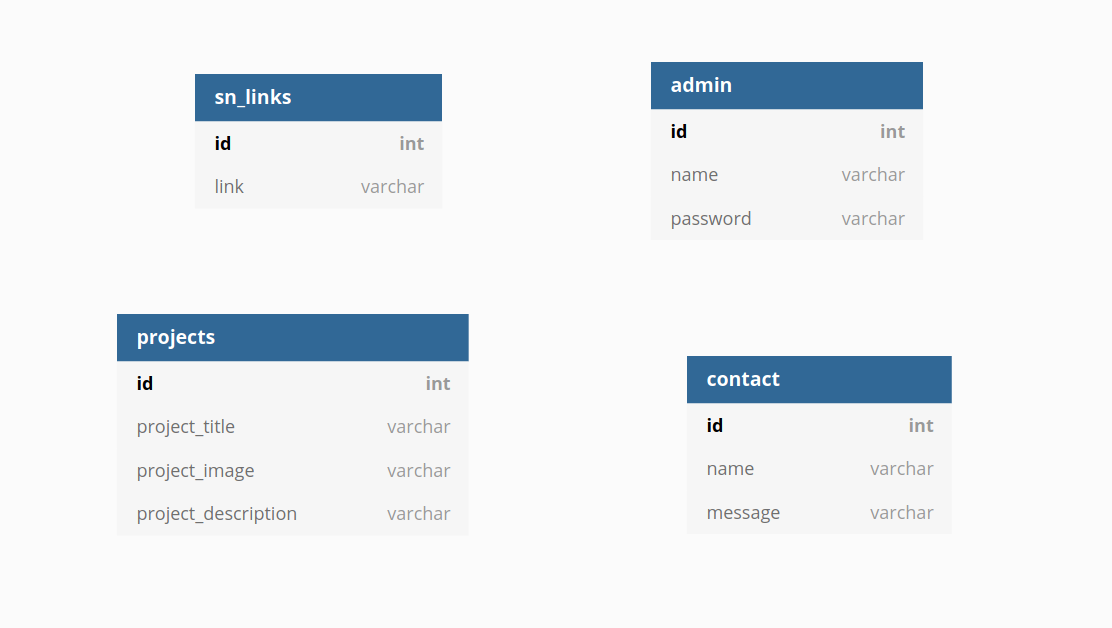 sn_links
id int
link varchar
admin
id int
name varchar
password varchar
projects
id int
project_title varchar
project_image varchar
project_description varchar
contact
id int
name varchar
message varchar